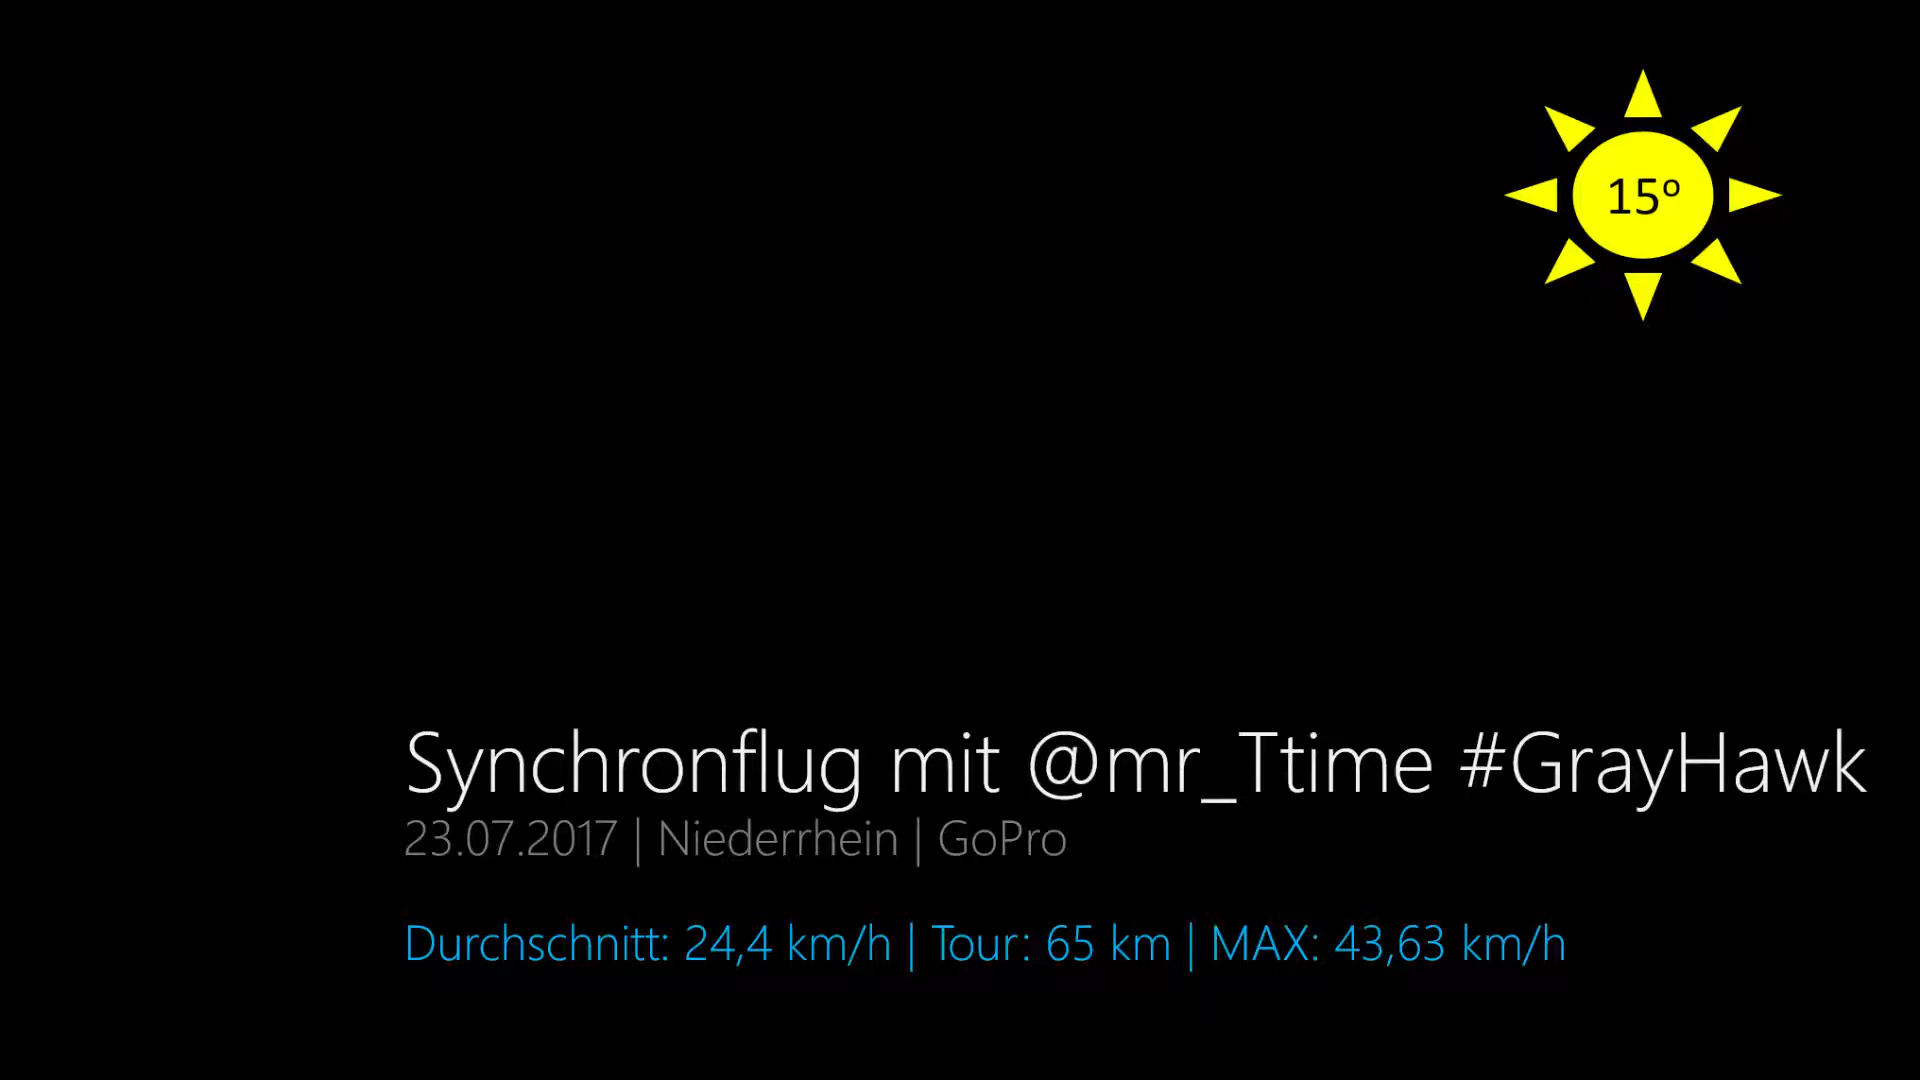 15º
Synchronflug mit @mr_Ttime #GrayHawk
23.07.2017 | Niederrhein | GoPro
Durchschnitt: 24,4 km/h | Tour: 65 km | MAX: 43,63 km/h